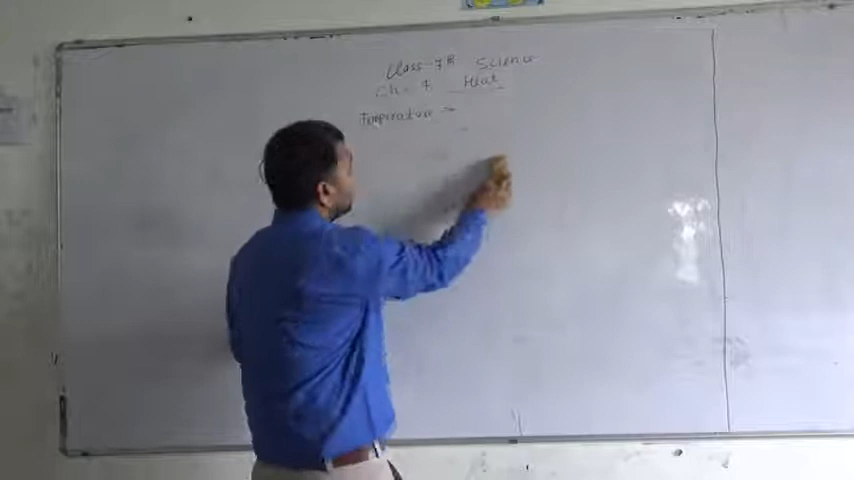 Class-7th Science
Ch-4 Heat
Temperature →